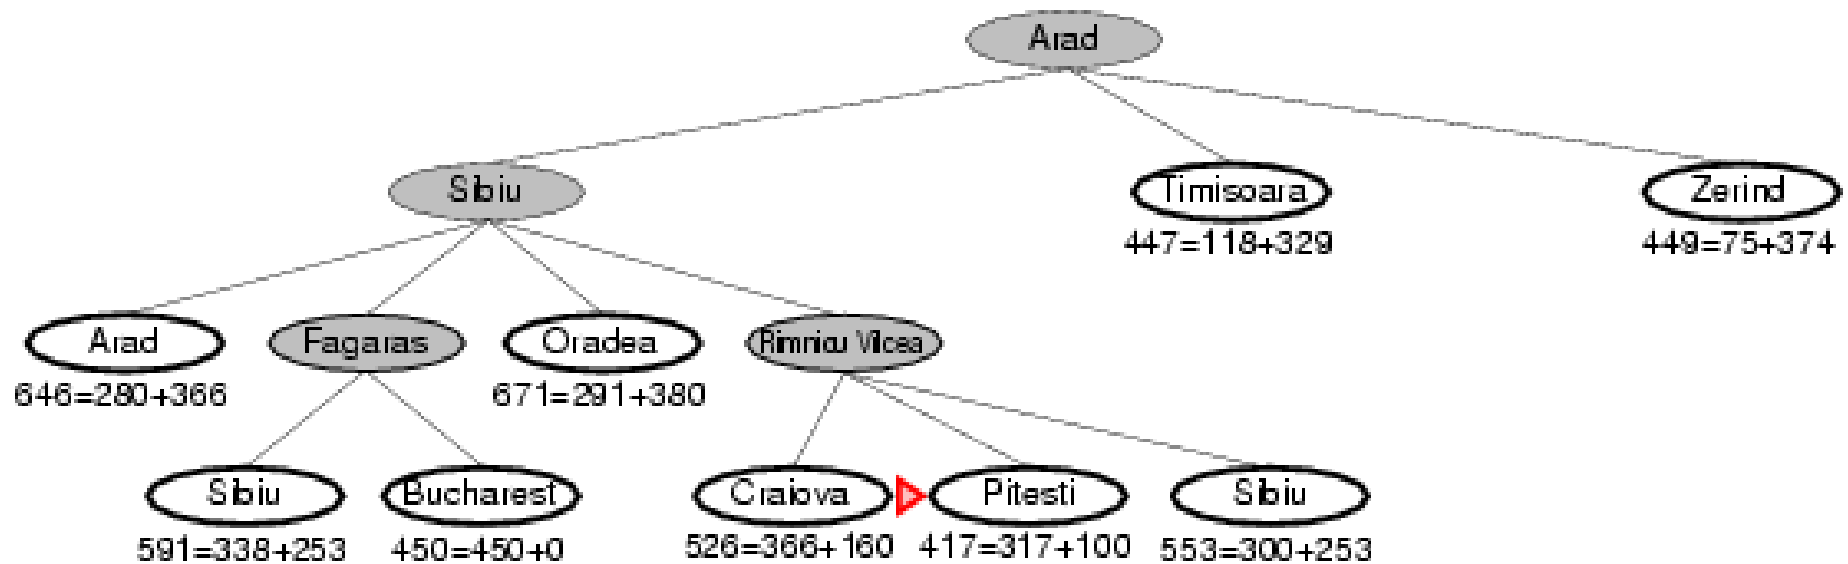 Arad
Sibiu
Timisoara
Zerind
447=118+329
449=75+374
Arad
Fagaras
Oradea
Rimnicu Vilcea
646=280+366
671=291+380
Sibiu
Bucharest
Craiova
Pitesti
Sibiu
591=338+253
450=450+0
526=366+160
417=317+100
553=300+253